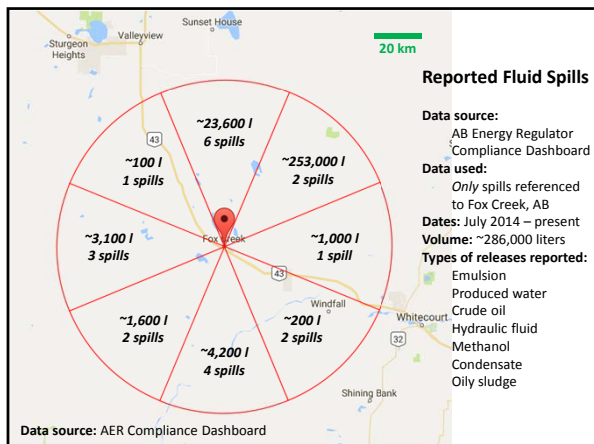 Sunset House
Sturgeon
Heights
Valleyview
20 km
43
~23,600 l
6 spills
~253,000 l
2 spills
~100 l
1 spills
~3,100 l
3 spills
Fox Creek
~1,000 l
1 spill
43
Windfall
Whitecourt
32
~1,600 l
2 spills
~200 l
2 spills
~4,200 l
4 spills
Shining Bank
Data source: AER Compliance Dashboard
Reported Fluid Spills
Data source:
AB Energy Regulator
Compliance Dashboard
Data used:
Only spills referenced
to Fox Creek, AB
Dates: July 2014 – present
Volume: ~286,000 liters
Types of releases reported:
Emulsion
Produced water
Crude oil
Hydraulic fluid
Methanol
Condensate
Oily sludge